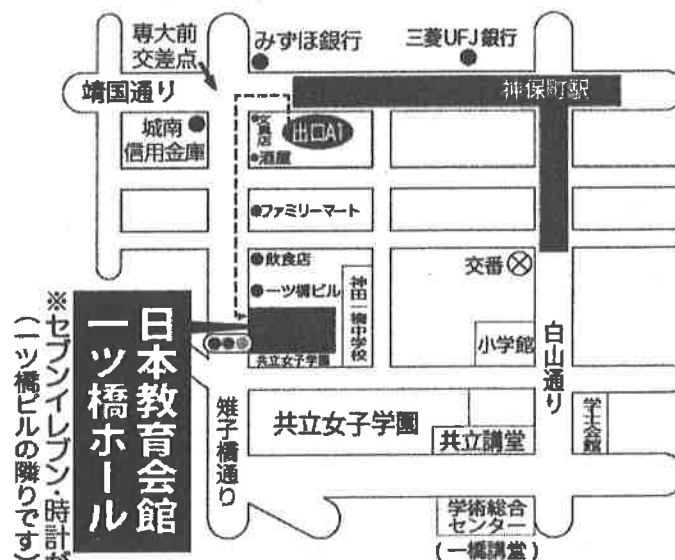 専大前
交差点
みずほ銀行
三菱UFJ銀行
靖国通り
神保町駅
城南
信用金庫
文具店
出口A1
酒屋
ファミリーマート
飲食店
一ツ橋ビル
神田一橋中学校
交番
小学館
白山通り
共立女子学園
日本教育会館
一ツ橋ホール
※セブンイレブン・時計が
(一ツ橋ビルの隣りです)
雉子橋通り
共立女子学園
共立講堂
学士会館
学術総合
センター
(一橋講堂)